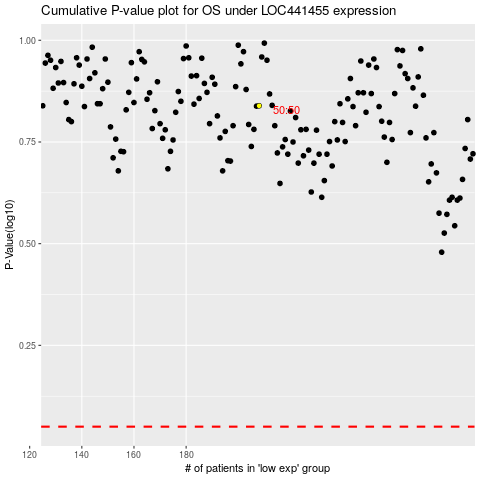 Cumulative P-value plot for OS under LOC441455 expression
1.00
50:50
0.75
0.50
0.25
P-Value(log10)
120 140 160 180
# of patients in 'low exp' group